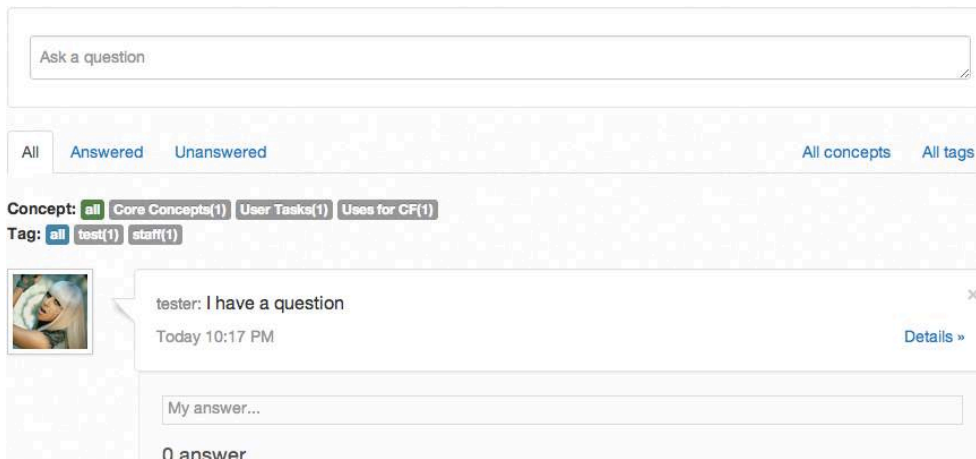 Ask a question
All Answered Unanswered All concepts All tags
Concept: all Core Concepts(1) User Tasks(1) Uses for CF(1)
Tag: all test(1) staff(1)
tester: I have a question ×
Today 10:17 PM Details »
My answer...
0 answer